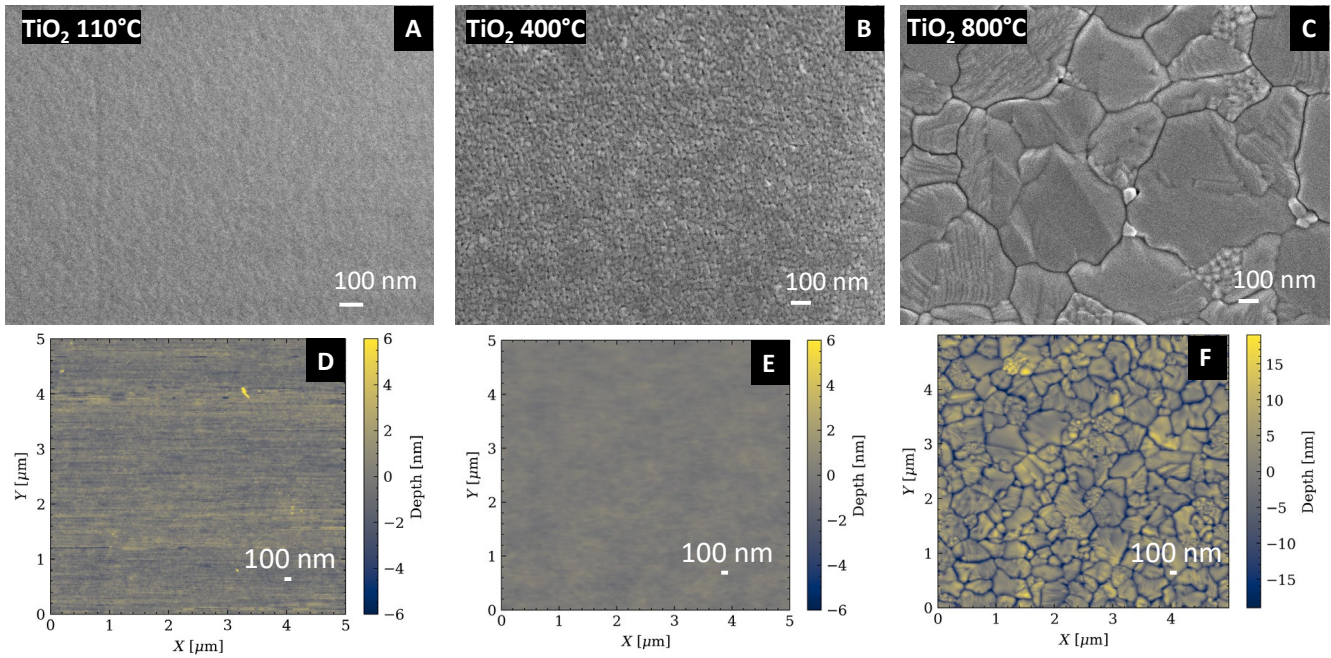 TiO₂ 110°C
A
100 nm
TiO₂ 400°C
B
100 nm
TiO₂ 800°C
C
100 nm
D
5
4
3
2
1
0
Y [μm]
0 1 2 3 4 5
X [μm]
100 nm
6
4
2
0
−2
−4
−6
Depth [nm]
E
5
4
3
2
1
0
Y [μm]
0 1 2 3 4 5
X [μm]
100 nm
6
4
2
0
−2
−4
−6
Depth [nm]
F
4
3
2
1
0
Y [μm]
0 1 2 3 4
X [μm]
100 nm
15
10
5
0
−5
−10
−15
Depth [nm]